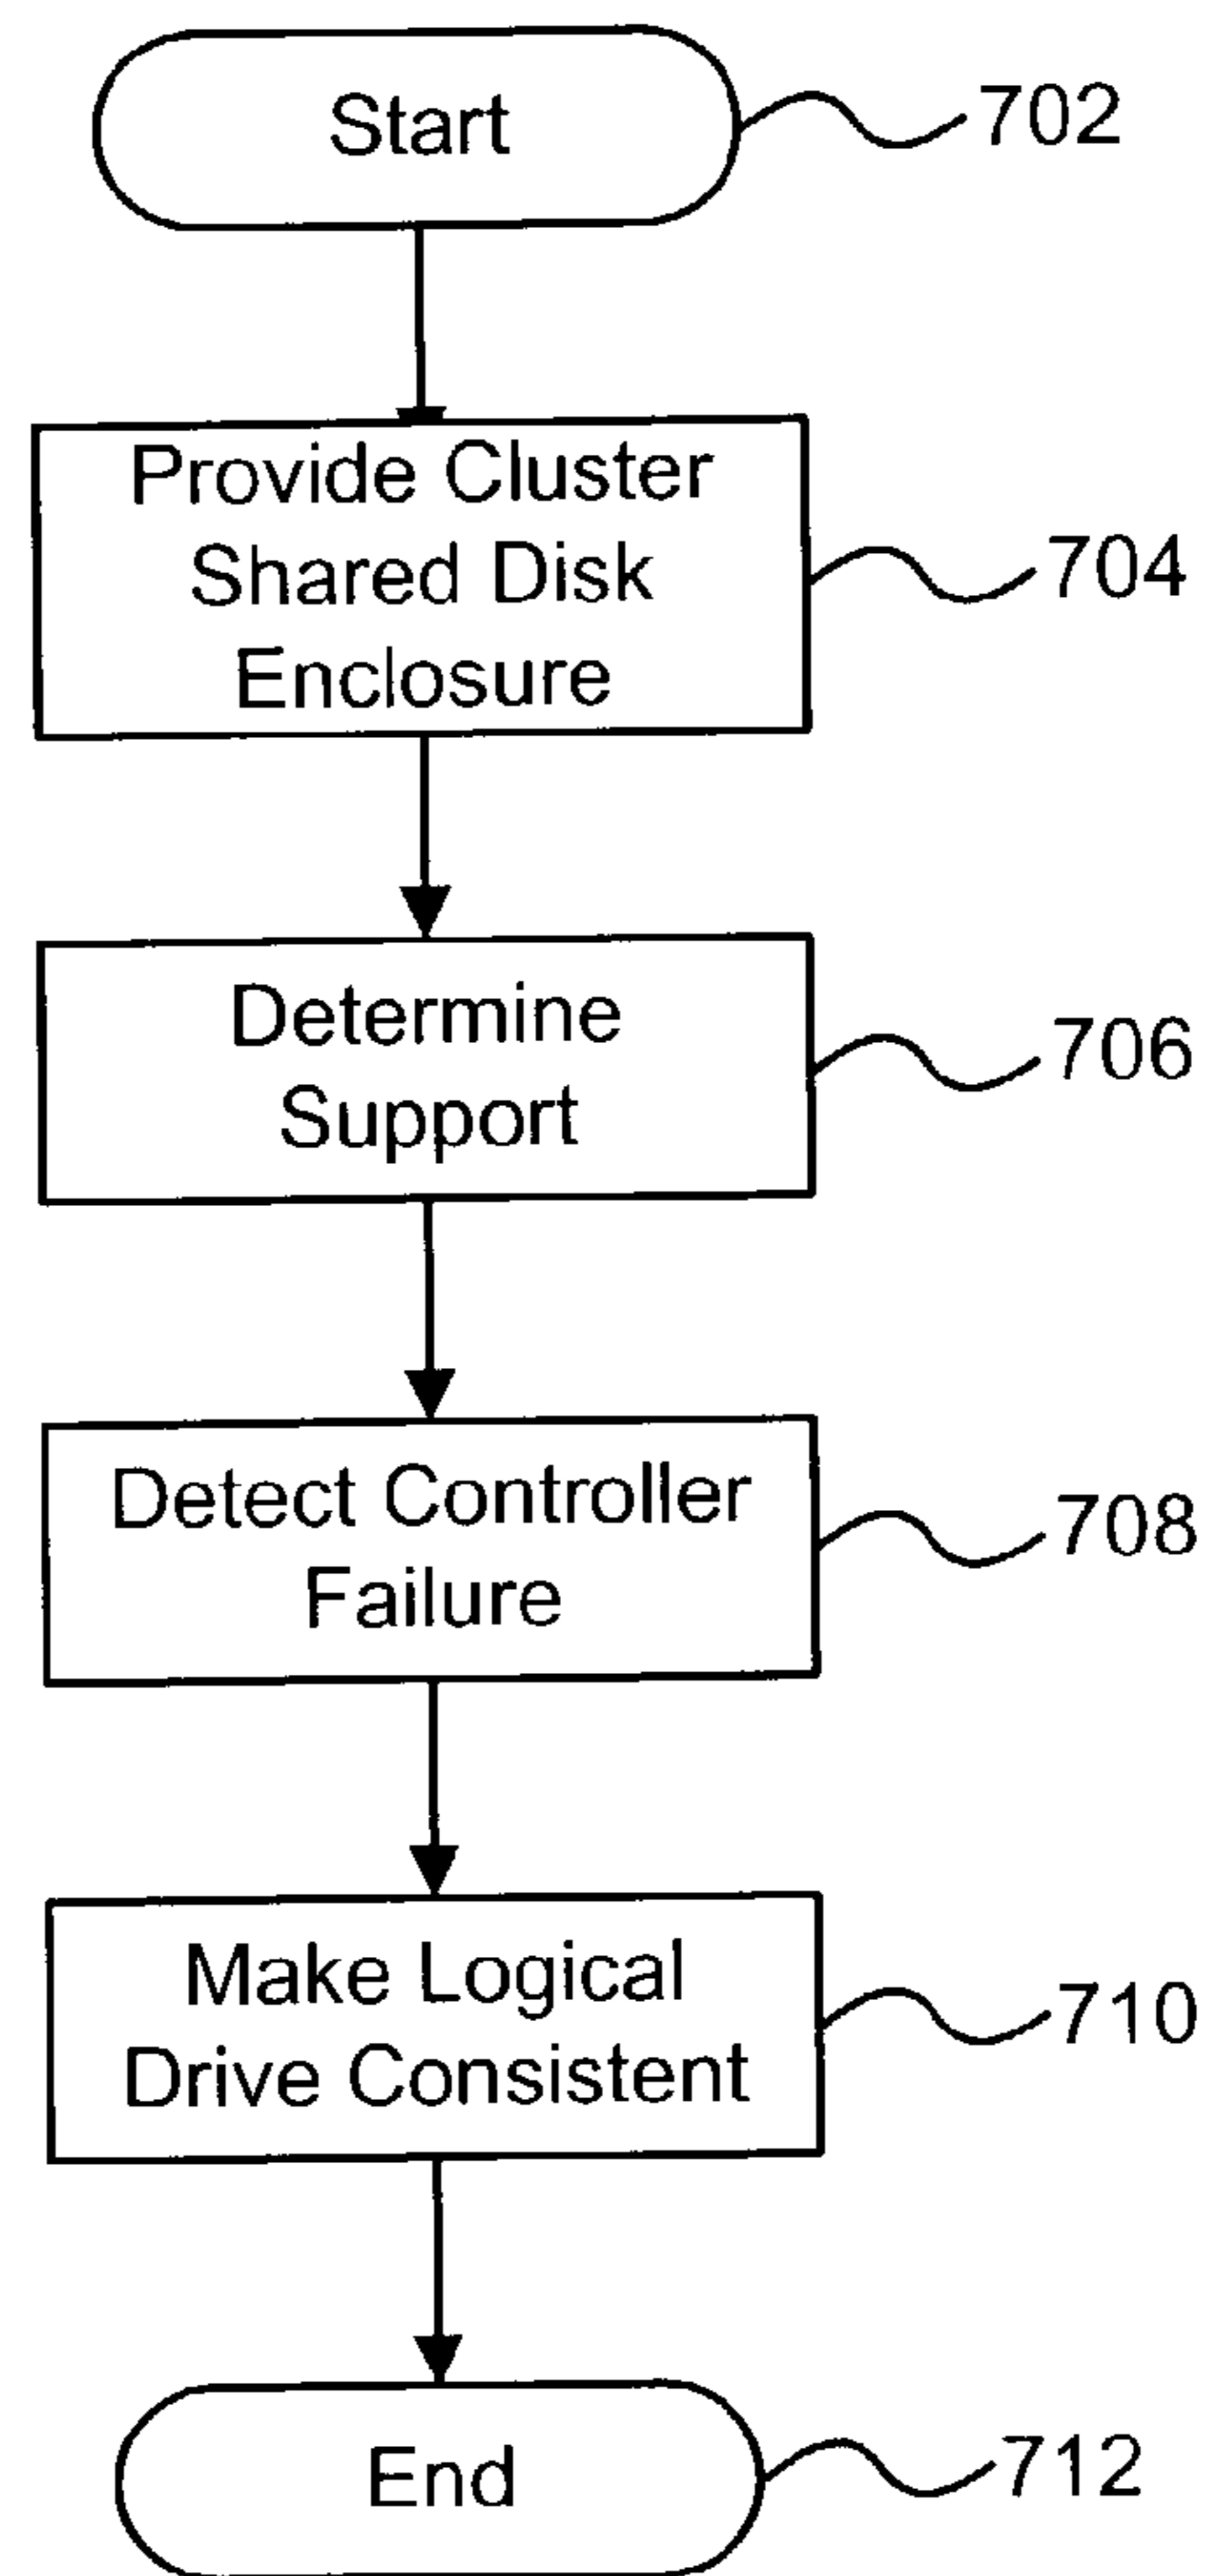 Start
702
Provide Cluster
Shared Disk
Enclosure
704
Determine
Support
706
Detect Controller
Failure
708
Make Logical
Drive Consistent
710
End
712